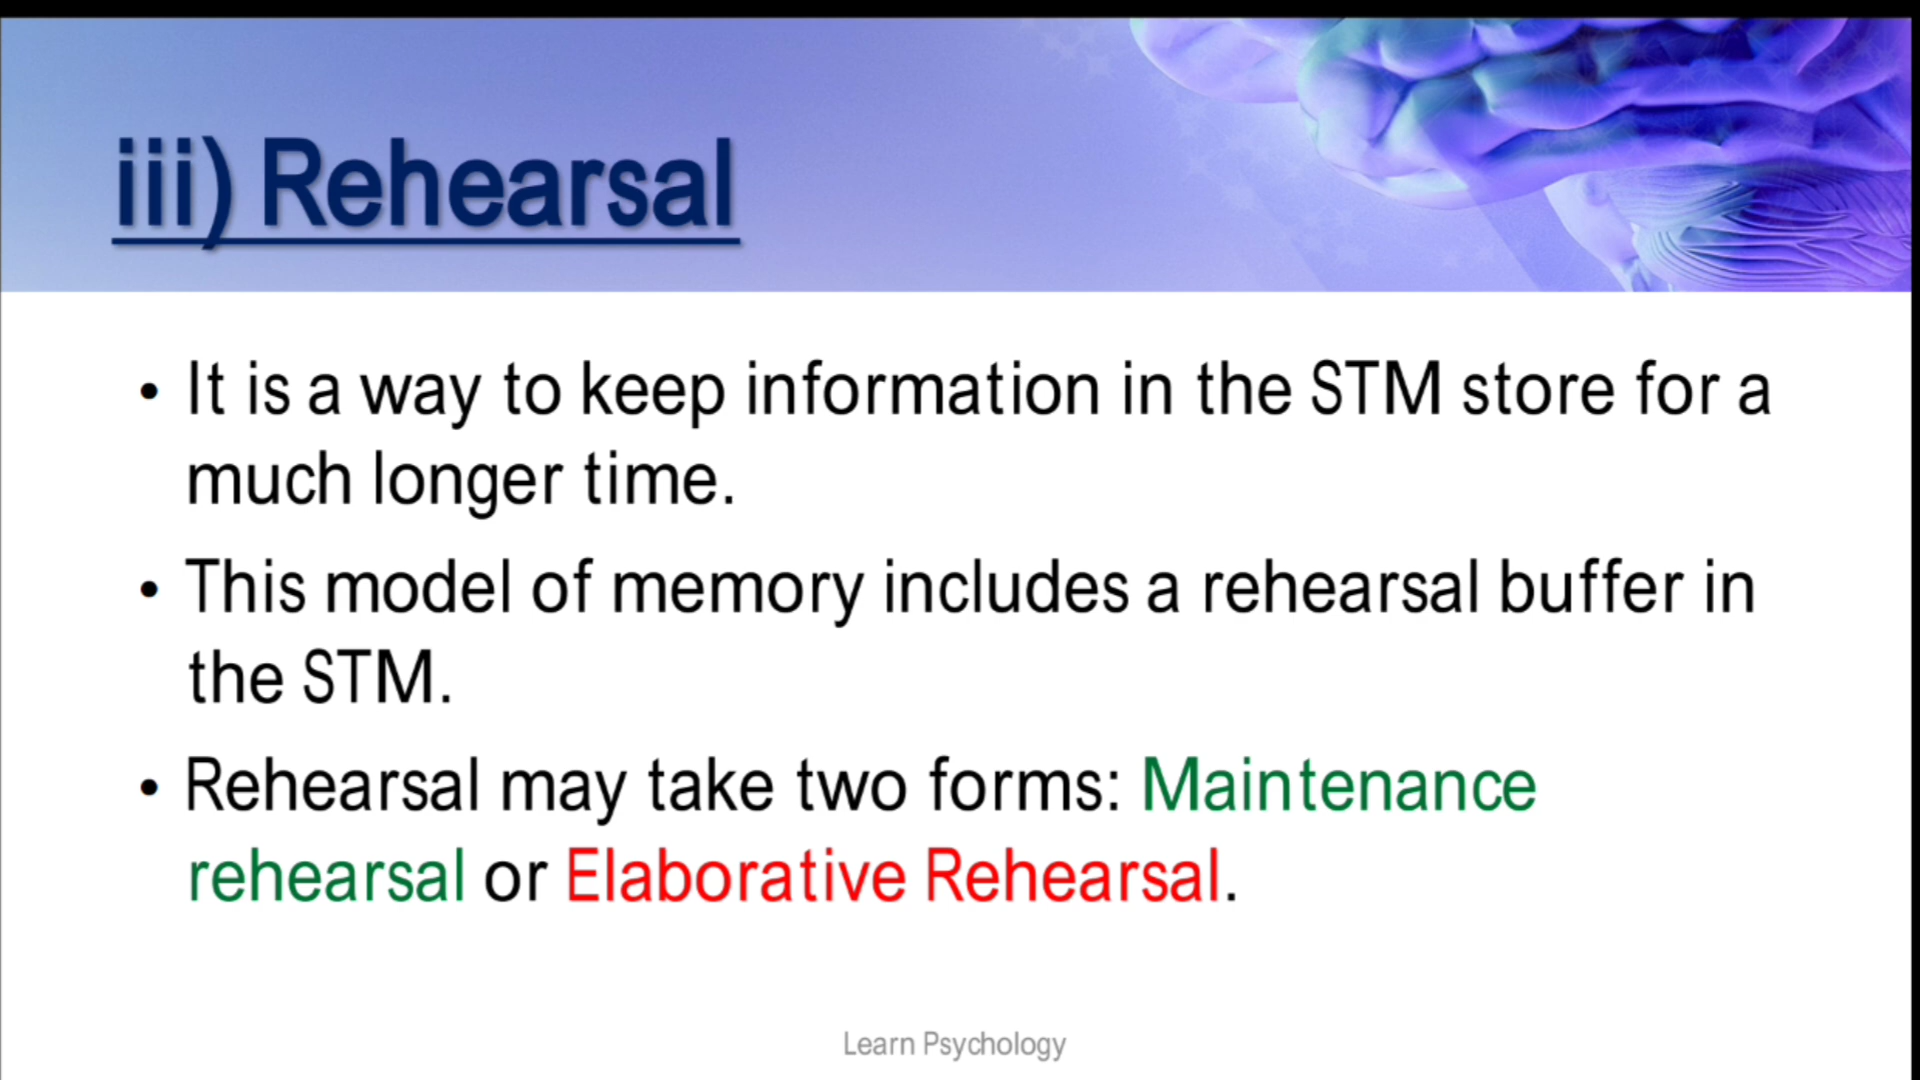 iii) Rehearsal
• It is a way to keep information in the STM store for a
much longer time.
• This model of memory includes a rehearsal buffer in
the STM.
• Rehearsal may take two forms: Maintenance
rehearsal or Elaborative Rehearsal.
Learn Psychology